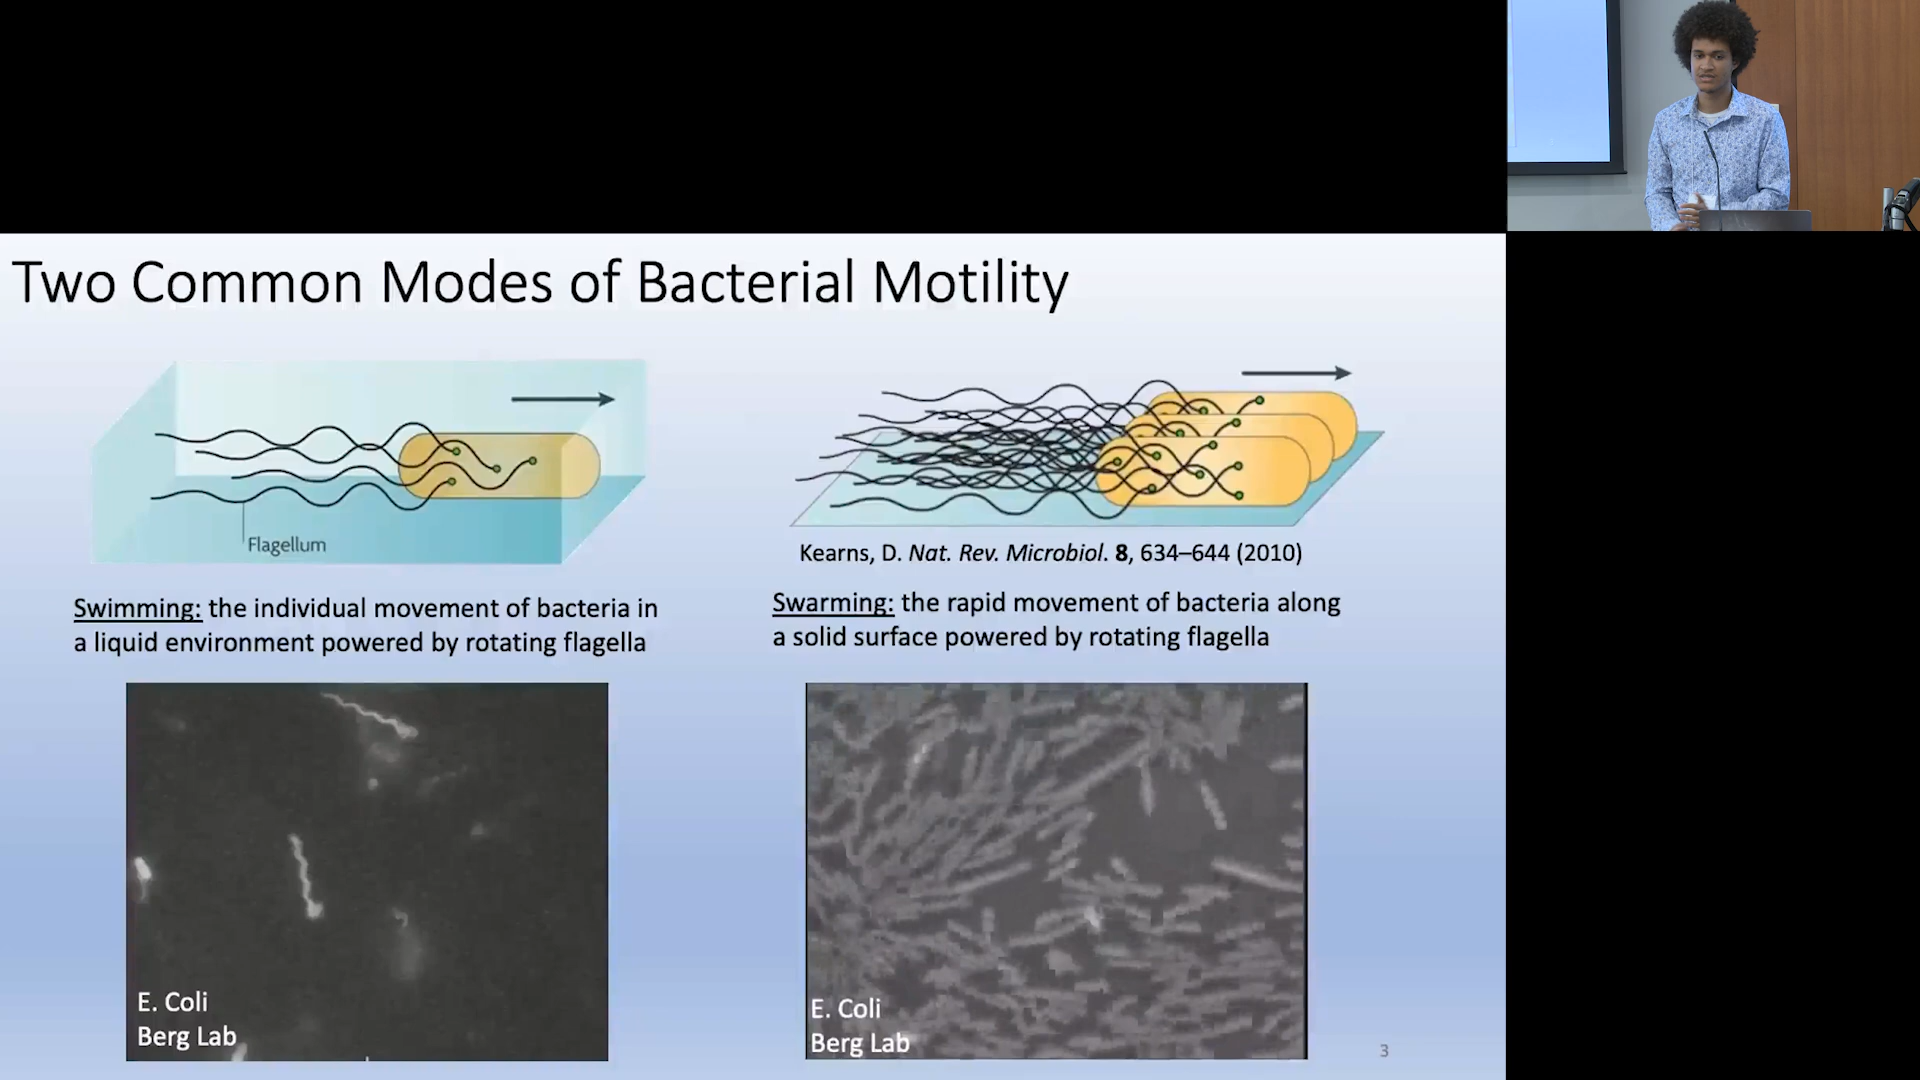 Two Common Modes of Bacterial Motility
Flagellum
Swimming: the individual movement of bacteria in
a liquid environment powered by rotating flagella
E. Coli
Berg Lab
Kearns, D. Nat. Rev. Microbiol. 8, 634–644 (2010)
Swarming: the rapid movement of bacteria along
a solid surface powered by rotating flagella
E. Coli
Berg Lab
3